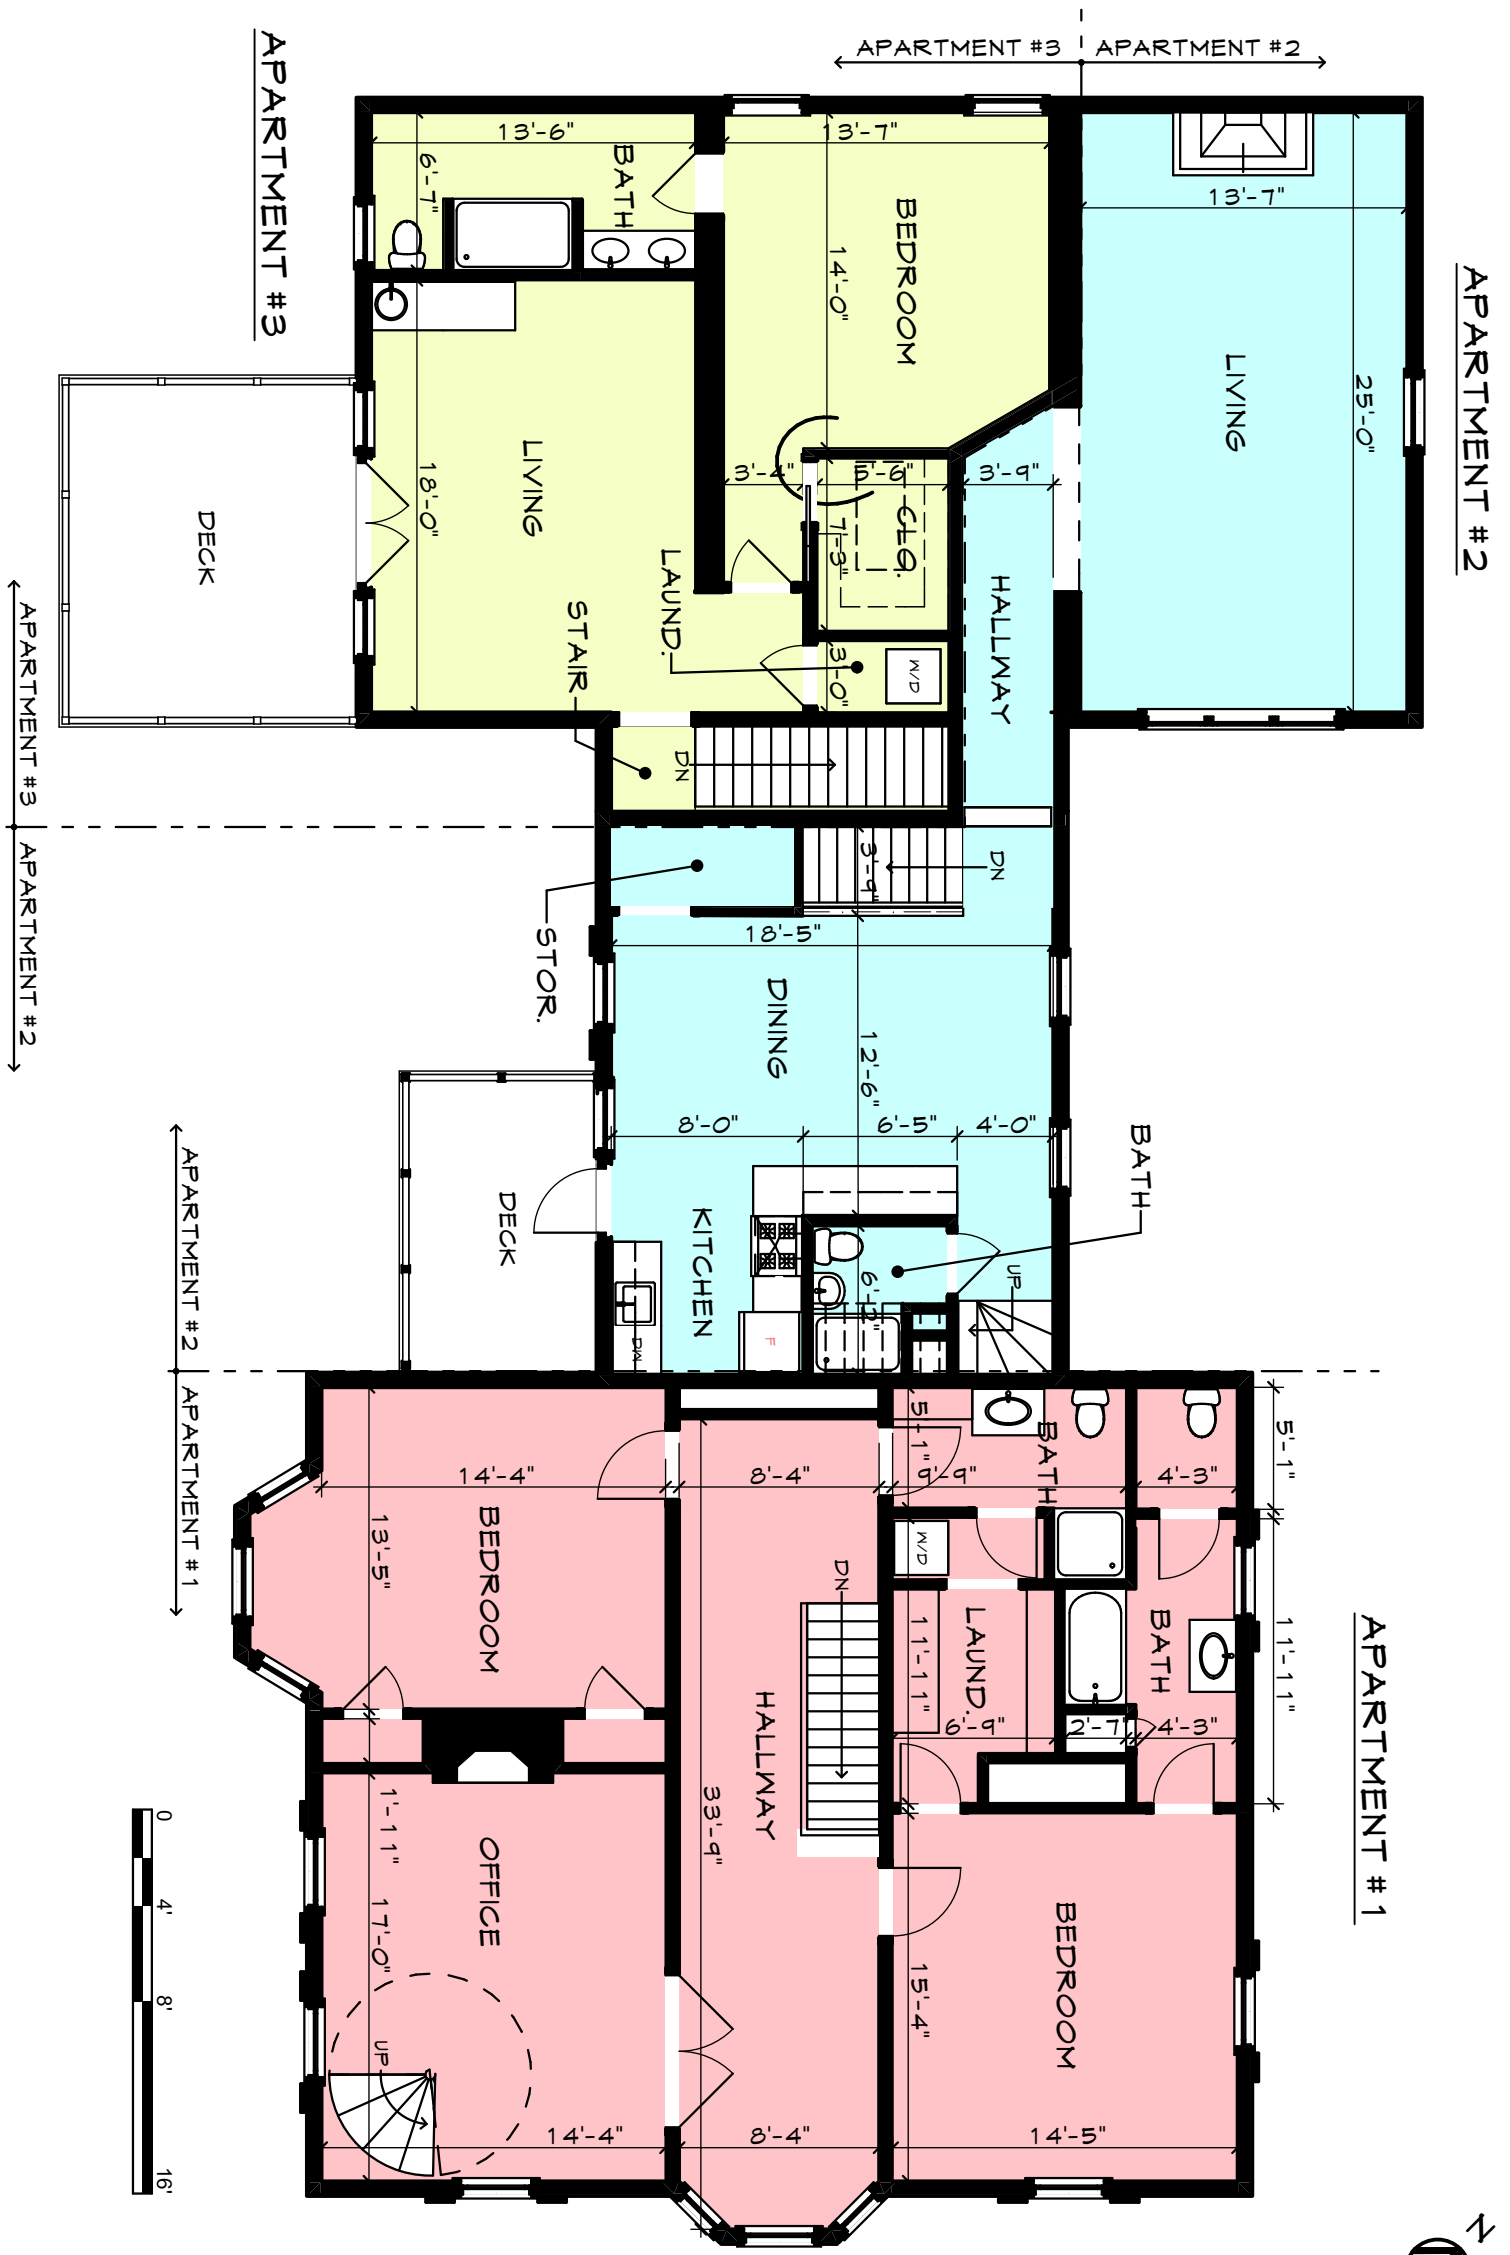 APARTMENT #3
APARTMENT #2
APARTMENT #3
APARTMENT #2
13'-6"
6'-7"
BATH
13'-7"
BEDROOM
14'-0"
13'-7"
LIVING
25'-0"
LIVING
18'-0"
DECK
3'-4"
5'-6"
3'-9"
CLO.
7'-3"
HALLWAY
LAUND.
STAIR
3'-0"
W/D
DN
APARTMENT #3
APARTMENT #2
DN
3'-9"
STOR.
18'-5"
DINING
12'-6"
8'-0"
6'-5"
4'-0"
BATH
DECK
KITCHEN
6'-2"
UP
DW
F
APARTMENT #2
APARTMENT #1
14'-4"
8'-4"
5'-1"
9'-9"
BATH
4'-3"
5'-1"
BEDROOM
13'-5"
W/D
DN
LAUND.
11'-11"
BATH
11'-11"
6'-9"
2'-7"
4'-3"
APARTMENT #1
HALLWAY
33'-9"
1'-11"
OFFICE
17'-0"
UP
BEDROOM
15'-4"
14'-4"
8'-4"
14'-5"
0
4'
8'
16'
N